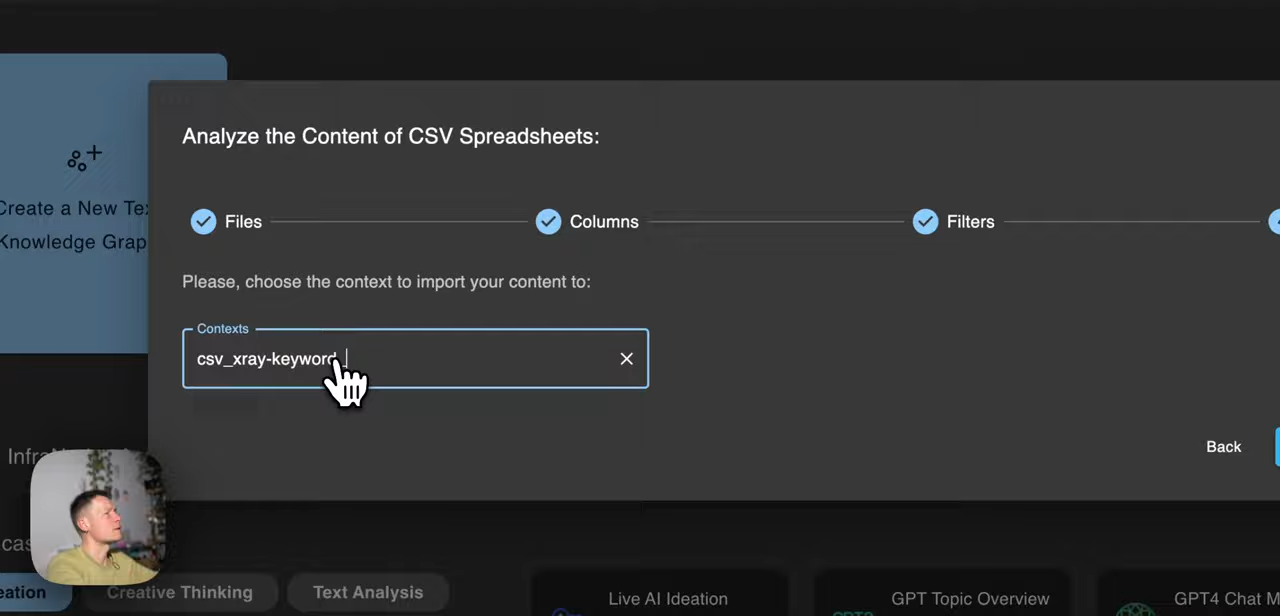 Analyze the Content of CSV Spreadsheets:
Create a New Te
Knowledge Grap
Files
Columns
Filters
Please, choose the context to import your content to:
Contexts
csv_xray-keyword
Back
Infra
cas
eation
Creative Thinking
Text Analysis
Live AI Ideation
GPT Topic Overview
GPT4 Chat M